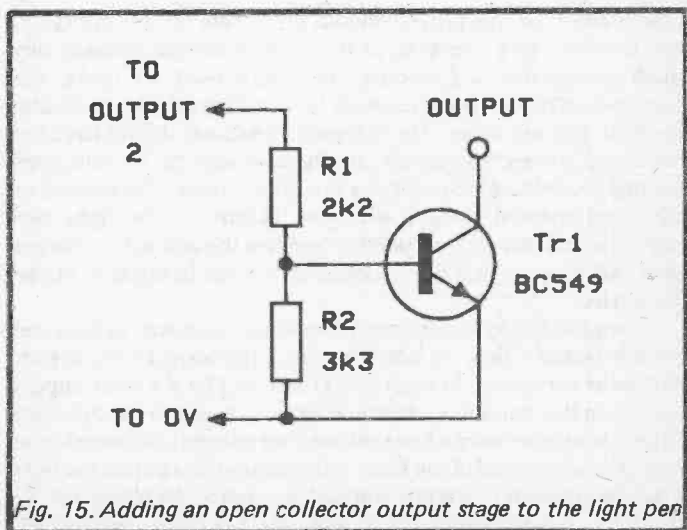 TO
OUTPUT
2
OUTPUT
R1
2k2
Tr1
BC549
R2
3k3
TO 0V
Fig. 15. Adding an open collector output stage to the light pen